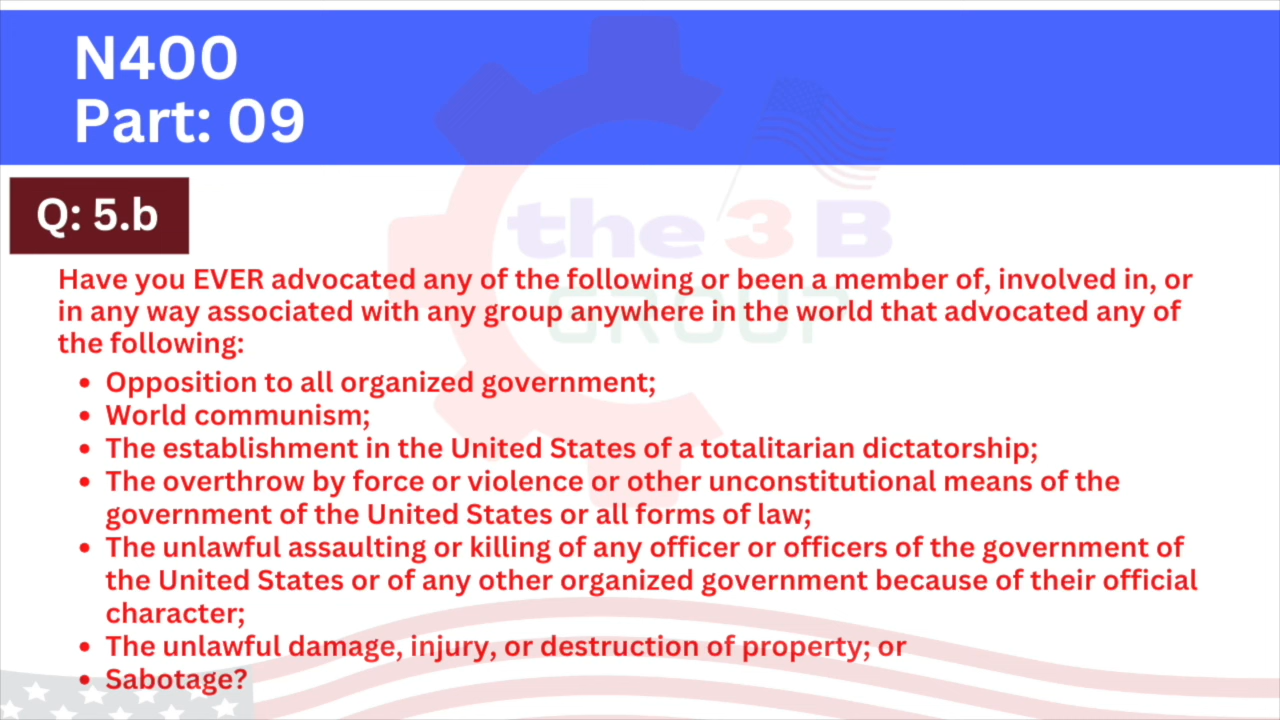 N400
Part: 09
the 3B
GROUP
Q: 5.b
Have you EVER advocated any of the following or been a member of, involved in, or
in any way associated with any group anywhere in the world that advocated any of
the following:
• Opposition to all organized government;
• World communism;
• The establishment in the United States of a totalitarian dictatorship;
• The overthrow by force or violence or other unconstitutional means of the
government of the United States or all forms of law;
• The unlawful assaulting or killing of any officer or officers of the government of
the United States or of any other organized government because of their official
character;
• The unlawful damage, injury, or destruction of property; or
• Sabotage?